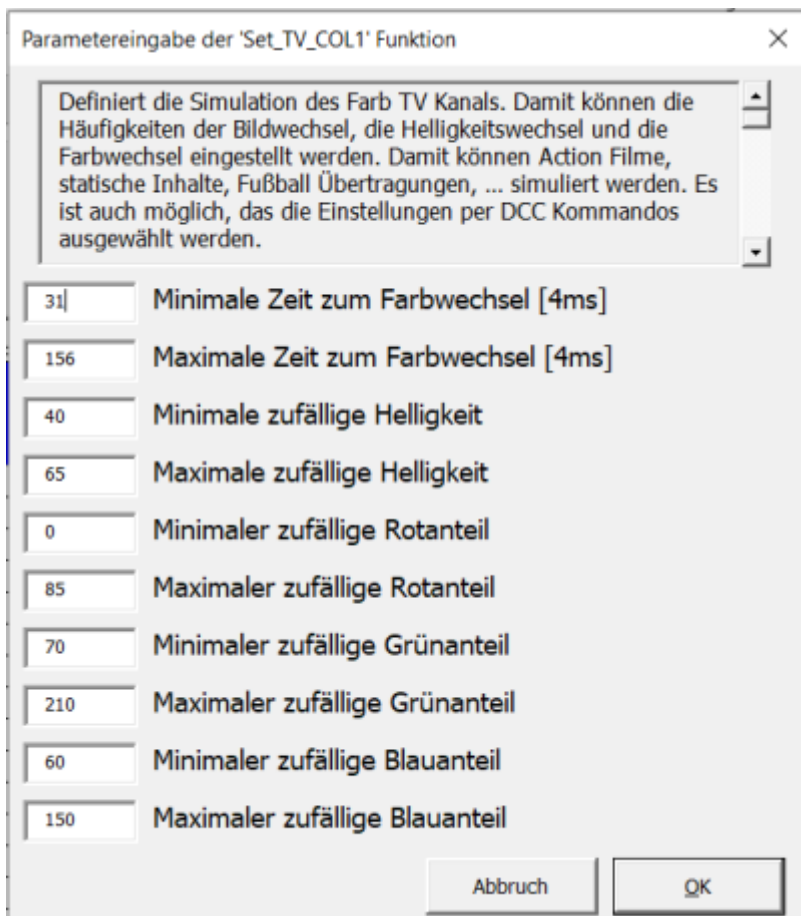 Parametereingabe der 'Set_TV_COL1' Funktion
Definiert die Simulation des Farb TV Kanals. Damit können die
Häufigkeiten der Bildwechsel, die Helligkeitswechsel und die
Farbwechsel eingestellt werden. Damit können Action Filme,
statische Inhalte, Fußball Übertragungen, ... simuliert werden. Es
ist auch möglich, das die Einstellungen per DCC Kommandos
ausgewählt werden.
31 Minimale Zeit zum Farbwechsel [4ms]
156 Maximale Zeit zum Farbwechsel [4ms]
40 Minimale zufällige Helligkeit
65 Maximale zufällige Helligkeit
0 Minimaler zufällige Rotanteil
85 Maximaler zufällige Rotanteil
70 Minimaler zufällige Grünanteil
210 Maximaler zufällige Grünanteil
60 Minimaler zufällige Blauanteil
150 Maximaler zufällige Blauanteil
Abbruch OK